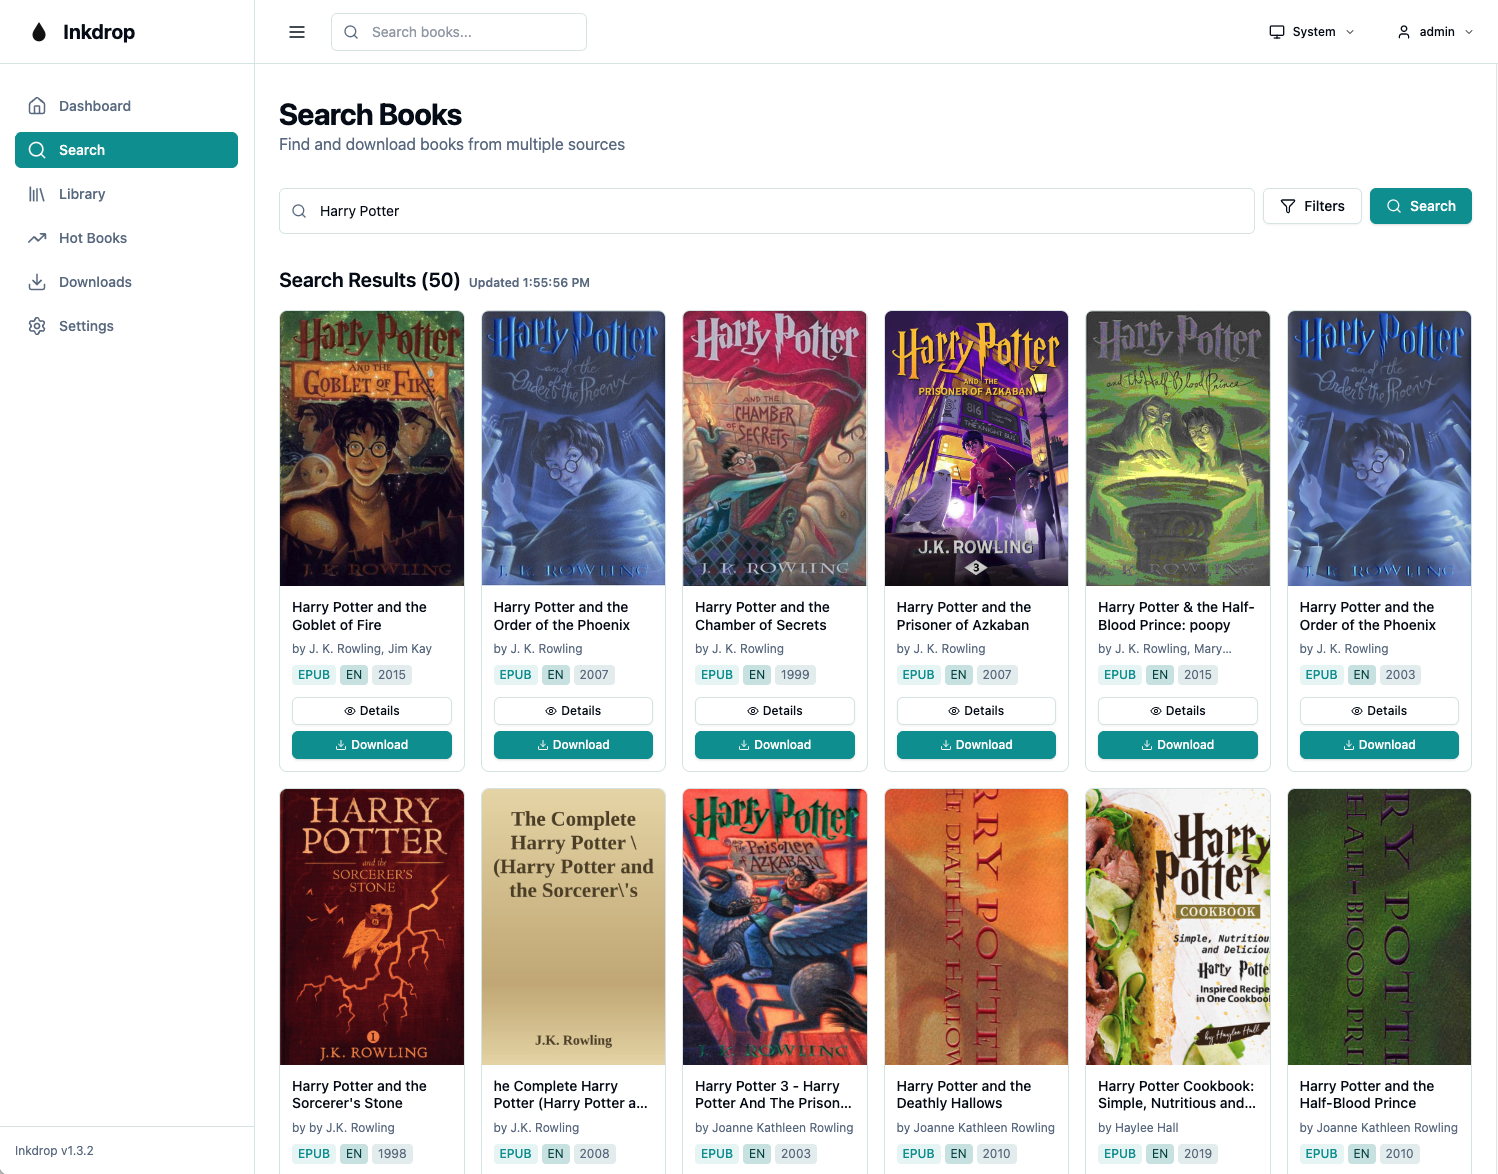 Inkdrop
Search books...
System
admin
Dashboard
Search
Library
Hot Books
Downloads
Settings
Inkdrop v1.3.2
Search Books
Find and download books from multiple sources
Harry Potter
Filters
Search
Search Results (50) Updated 1:55:56 PM
Harry Potter
AND THE
GOBLET OF FIRE
J. K. ROWLING
Harry Potter and the
Goblet of Fire
by J. K. Rowling, Jim Kay
EPUB EN 2015
Details
Download
Harry Potter
and the
Order of the Phoenix
J. K. ROWLING
Harry Potter and the
Order of the Phoenix
by J. K. Rowling
EPUB EN 2007
Details
Download
Harry Potter
AND THE
CHAMBER
OF
SECRETS
J. K. ROWLING
Harry Potter and the
Chamber of Secrets
by J. K. Rowling
EPUB EN 1999
Details
Download
Harry Potter
AND THE
PRISONER OF AZKABAN
THE KNIGHT BUS
J.K. ROWLING
3
Harry Potter and the
Prisoner of Azkaban
by J. K. Rowling
EPUB EN 2007
Details
Download
Harry Potter
and the Half-Blood Prince
J. K. ROWLING
Harry Potter & the Half-
Blood Prince: poopy
by J. K. Rowling, Mary...
EPUB EN 2015
Details
Download
Harry Potter
and the
Order of the Phoenix
J. K. ROWLING
Harry Potter and the
Order of the Phoenix
by J. K. Rowling
EPUB EN 2003
Details
Download
HARRY
POTTER
and the
SORCERER'S
STONE
1
J.K. ROWLING
Harry Potter and the
Sorcerer's Stone
by by J.K. Rowling
EPUB EN 1998
The Complete
Harry Potter \
(Harry Potter and
the Sorcerer\'s
J.K. Rowling
he Complete Harry
Potter (Harry Potter a...
by J.K. Rowling
EPUB EN 2008
Harry Potter
AND THE
Prisoner
of AZKABAN
J. K. ROWLING
Harry Potter 3 - Harry
Potter And The Prison...
by Joanne Kathleen Rowling
EPUB EN 2003
RRY POTTE
HE DEATHLY HALLOW
Harry Potter and the
Deathly Hallows
by Joanne Kathleen Rowling
EPUB EN 2010
Harry
Potter
COOKBOOK
Simple, Nutritiou
and Deliciou
Harry Potte
Inspired Recipe
in One Cookbook
by Haylee Hall
Harry Potter Cookbook:
Simple, Nutritious and...
by Haylee Hall
EPUB EN 2019
RY POTTE
HALF-BLOOD PRI
Harry Potter and the
Half-Blood Prince
by Joanne Kathleen Rowling
EPUB EN 2010